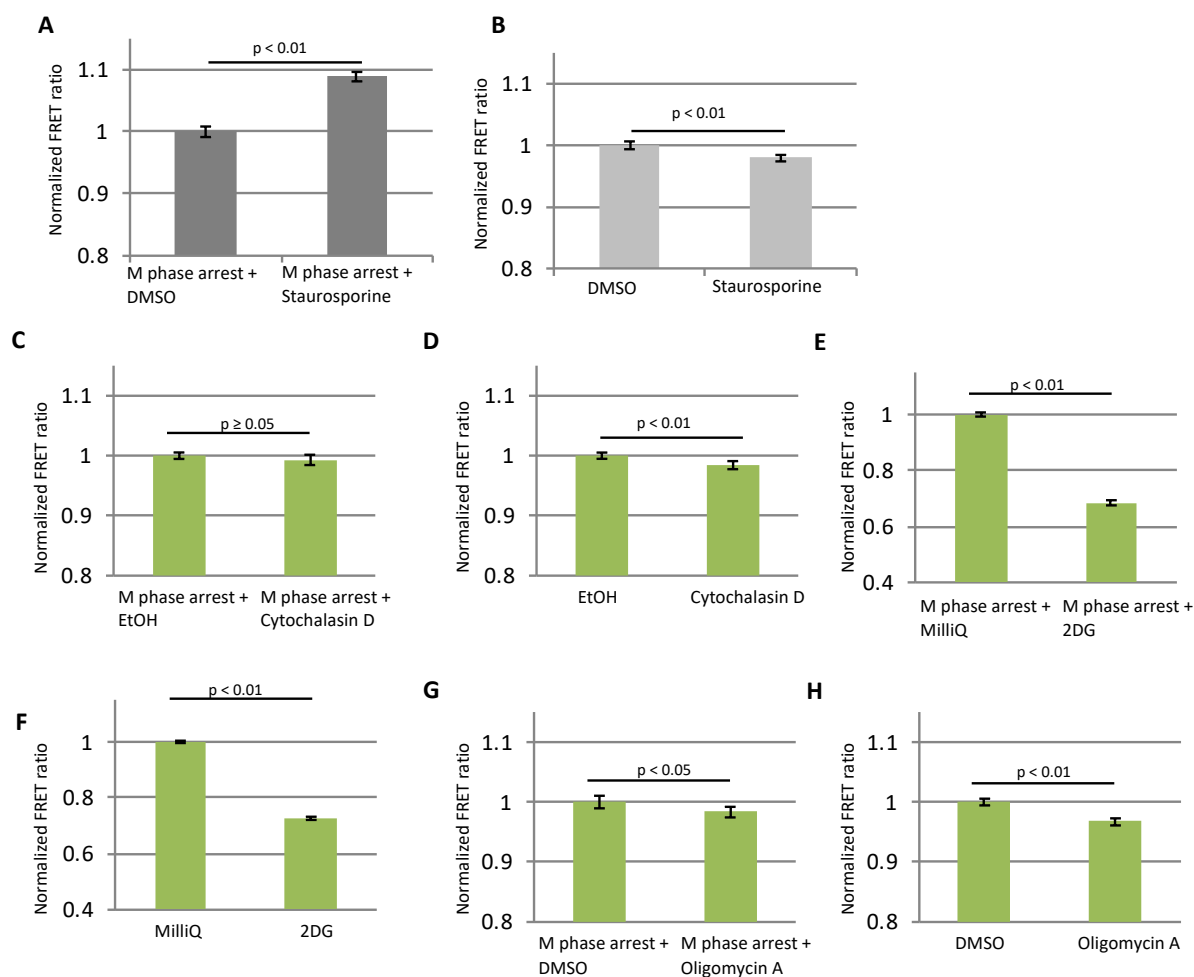 A
Normalized FRET ratio
p < 0.01
1.1
1
0.9
0.8
M phase arrest +
DMSO
M phase arrest +
Staurosporine
B
Normalized FRET ratio
p < 0.01
1.1
1
0.9
0.8
DMSO
Staurosporine
C
Normalized FRET ratio
p ≥ 0.05
1.1
1
0.9
0.8
M phase arrest +
EtOH
M phase arrest +
Cytochalasin D
D
Normalized FRET ratio
p < 0.01
1.1
1
0.9
0.8
EtOH
Cytochalasin D
E
Normalized FRET ratio
p < 0.01
1
0.8
0.6
0.4
M phase arrest +
MilliQ
M phase arrest +
2DG
F
Normalized FRET ratio
p < 0.01
1
0.8
0.6
0.4
MilliQ
2DG
G
Normalized FRET ratio
p < 0.05
1.1
1
0.9
0.8
M phase arrest +
DMSO
M phase arrest +
Oligomycin A
H
Normalized FRET ratio
p < 0.01
1.1
1
0.9
0.8
DMSO
Oligomycin A